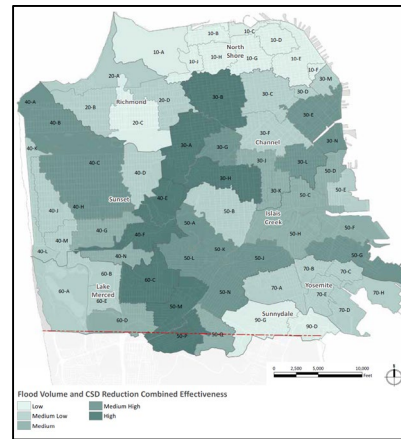 10-D
10-A
North
Shore
10-J
10-H
10-G
10-E
10-F
20-A
30-M
40-A
20-B
Richmond
20-D
30-B
30-C
30-D
30-E
40-B
20-C
30-F
Channel
30-A
30-G
30-N
40-K
40-C
40-D
30-J
30-L
50-D
30-H
30-K
50-C
50-E
Sunset
40-H
50-B
Islais
Creek
40-J
50-A
50-F
40-G
40-F
50-H
40-M
40-L
50-K
50-G
40-N
50-L
50-J
60-B
70-B
70-C
Lake
Merced
60-C
Yosemite
60-A
60-E
50-N
70-A
70-E
70-H
50-M
60-D
Sunnydale
70-D
90-G
90-D
0 2,500 5,000 10,000
Feet
Flood Volume and CSD Reduction Combined Effectiveness
Low
Medium High
Medium Low
High
Medium